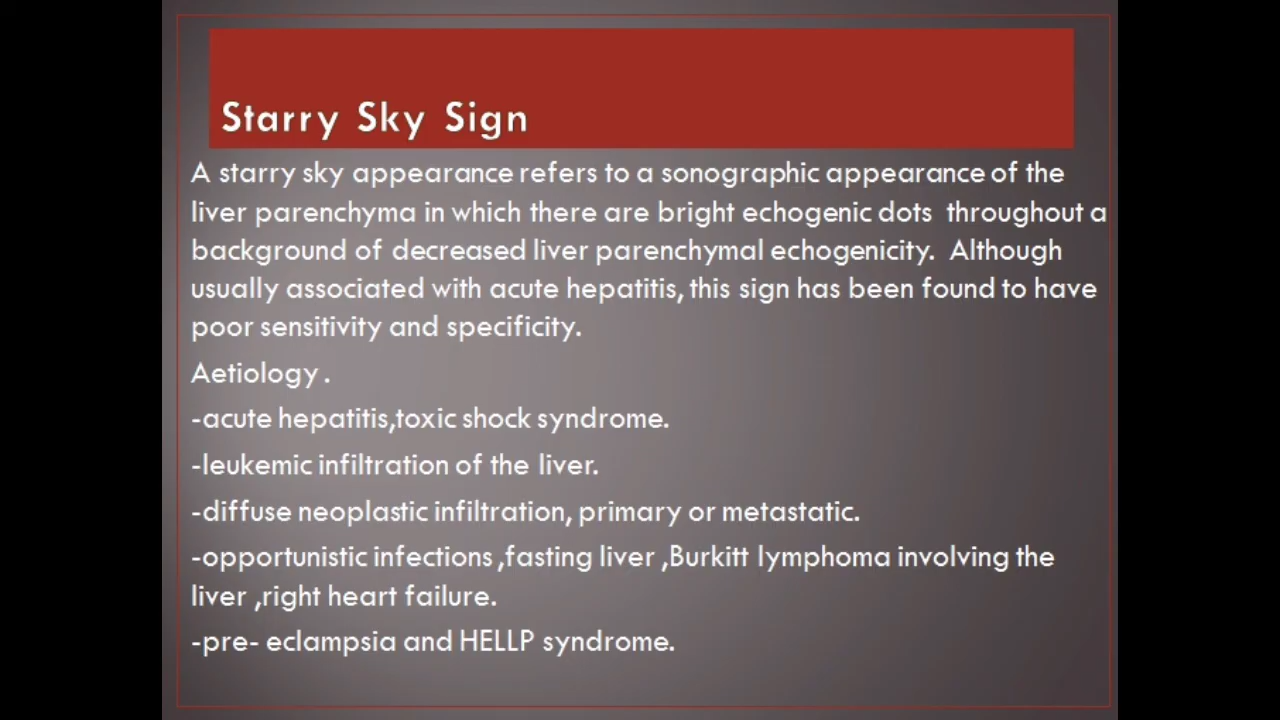 Starry Sky Sign
A starry sky appearance refers to a sonographic appearance of the
liver parenchyma in which there are bright echogenic dots  throughout a
background of decreased liver parenchymal echogenicity.  Although
usually associated with acute hepatitis, this sign has been found to have
poor sensitivity and specificity.
Aetiology .
-acute hepatitis,toxic shock syndrome.
-leukemic infiltration of the liver.
-diffuse neoplastic infiltration, primary or metastatic.
-opportunistic infections ,fasting liver ,Burkitt lymphoma involving the
liver ,right heart failure.
-pre- eclampsia and HELLP syndrome.